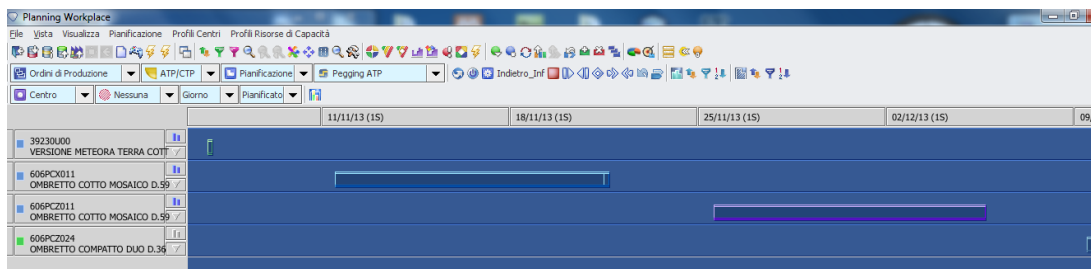 Planning Workplace
File Vista Visualizza Pianificazione Profili Centri Profili Risorse di Capacità
Ordini di Produzione ATP/CTP Pianificazione Pegging ATP Indietro_Inf
Centro Nessuna Giorno Pianificato
11/11/13 (1S) 18/11/13 (1S) 25/11/13 (1S) 02/12/13 (1S) 09/
39230U00
VERSIONE METEORA TERRA COTT
606PCX011
OMBRETTO COTTO MOSAICO D.59
606PCZ011
OMBRETTO COTTO MOSAICO D.59
606PCZ024
OMBRETTO COMPATTO DUO D.36